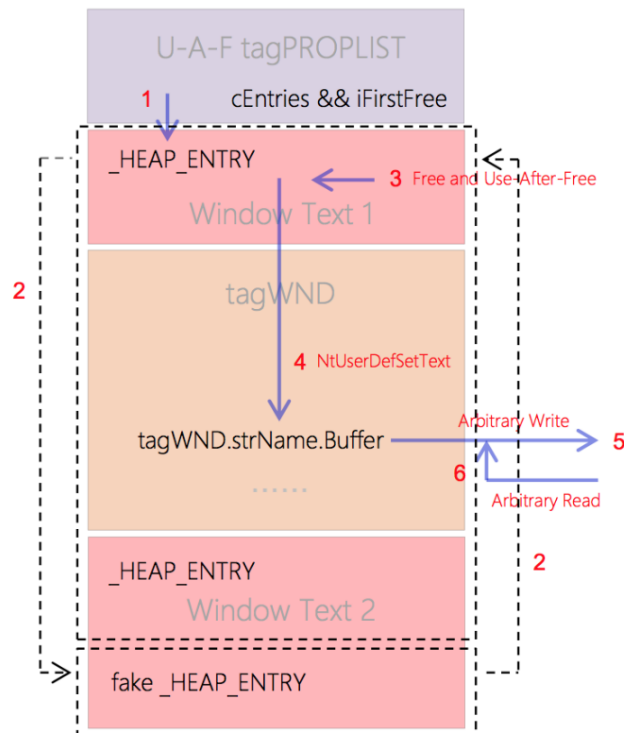 U-A-F tagPROPLIST
1
cEntries && iFirstFree
_HEAP_ENTRY
3 Free and Use-After-Free
Window Text 1
2
tagWND
4 NtUserDefSetText
Arbitrary Write
tagWND.strName.Buffer
5
6
......
Arbitrary Read
_HEAP_ENTRY
2
Window Text 2
fake _HEAP_ENTRY